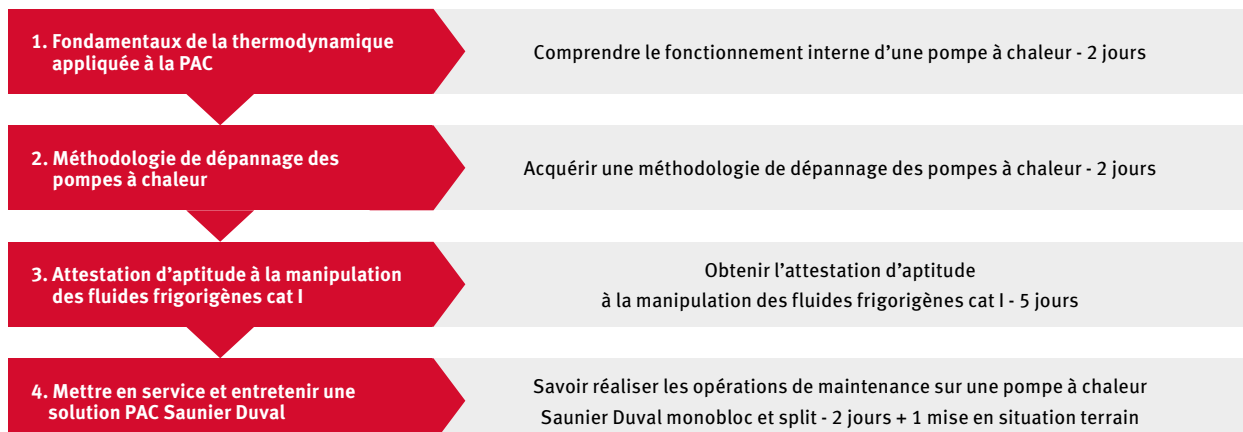 1. Fondamentaux de la thermodynamique
appliquée à la PAC
Comprendre le fonctionnement interne d’une pompe à chaleur - 2 jours
2. Méthodologie de dépannage des
pompes à chaleur
Acquérir une méthodologie de dépannage des pompes à chaleur - 2 jours
3. Attestation d’aptitude à la manipulation
des fluides frigorigènes cat I
Obtenir l’attestation d’aptitude
à la manipulation des fluides frigorigènes cat I - 5 jours
4. Mettre en service et entretenir une
solution PAC Saunier Duval
Savoir réaliser les opérations de maintenance sur une pompe à chaleur
Saunier Duval monobloc et split - 2 jours + 1 mise en situation terrain